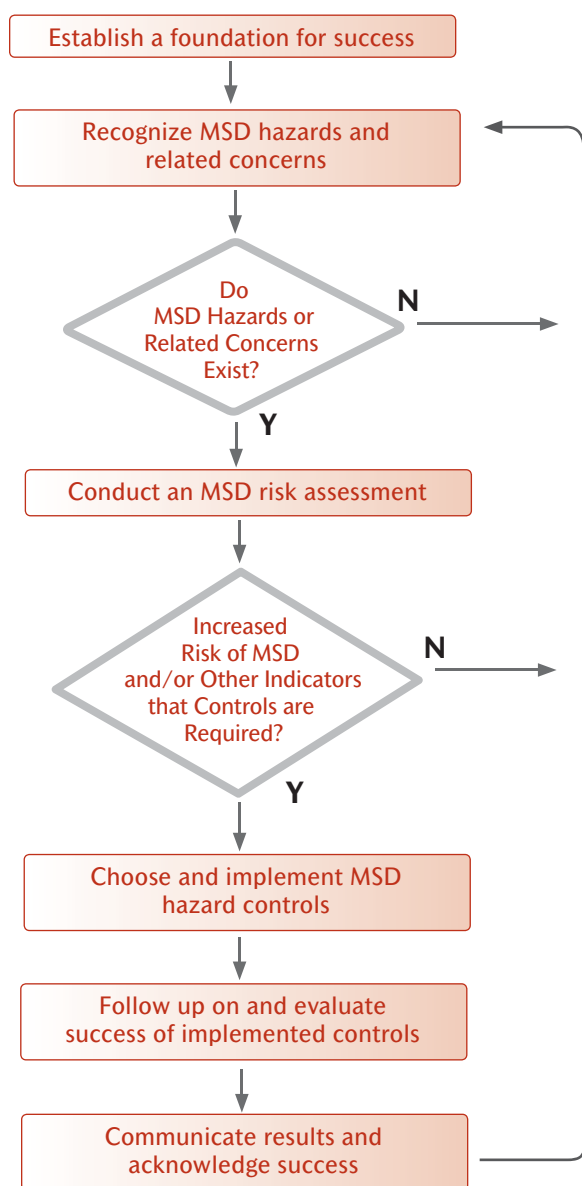 Establish a foundation for success
Recognize MSD hazards and
related concerns
Do
MSD Hazards or
Related Concerns
Exist?
N
Y
Conduct an MSD risk assessment
Increased
Risk of MSD
and/or Other Indicators
that Controls are
Required?
N
Y
Choose and implement MSD
hazard controls
Follow up on and evaluate
success of implemented controls
Communicate results and
acknowledge success